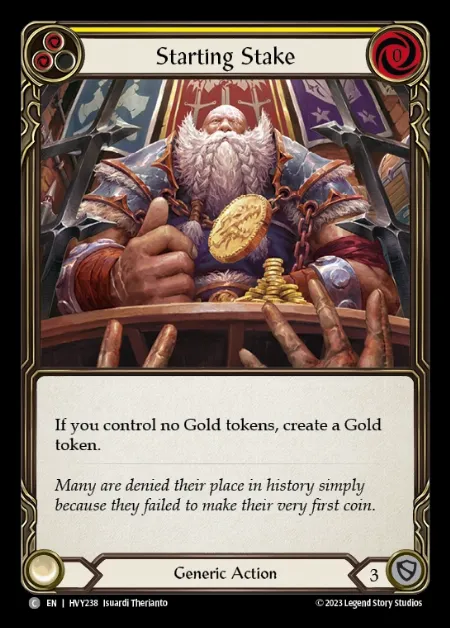 Starting Stake
0
If you control no Gold tokens, create a Gold
token.
Many are denied their place in history simply
because they failed to make their very first coin.
Generic Action
3
C EN | HVY238 Isuardi Therianto
© 2023 Legend Story Studios